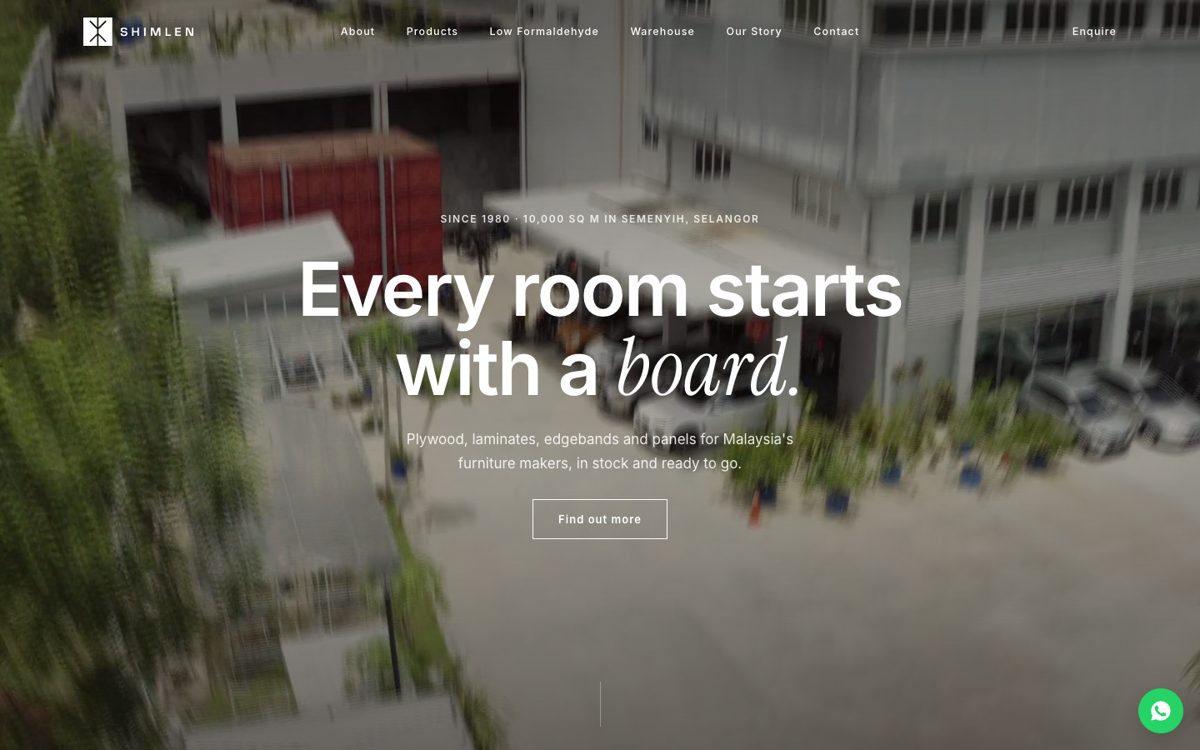 SHIMLEN
About
Products
Low Formaldehyde
Warehouse
Our Story
Contact
Enquire
SINCE 1980 · 10,000 SQ M IN SEMENYIH, SELANGOR
Every room starts
with a board.
Plywood, laminates, edgebands and panels for Malaysia's
furniture makers, in stock and ready to go.
Find out more